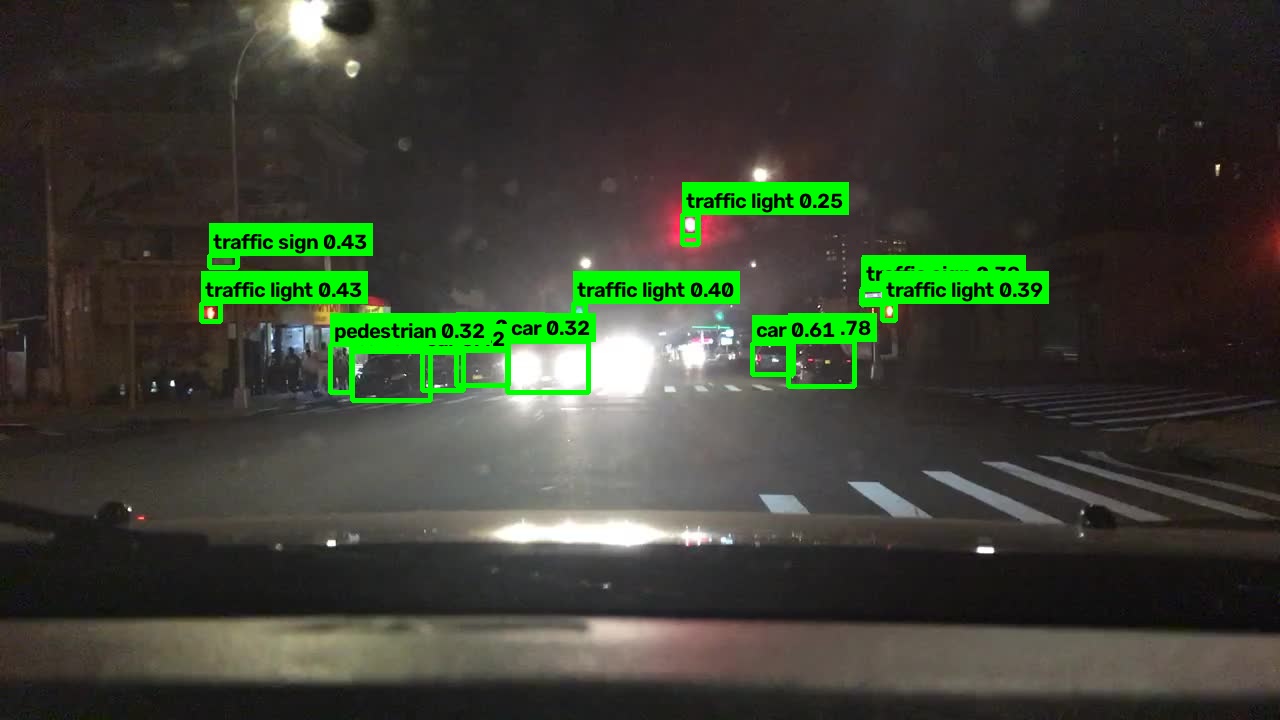 traffic light 0.25
traffic sign 0.43
traffic light 0.43
traffic light 0.40
traffic light 0.39
pedestrian 0.32
car 0.32
car 0.61
.78